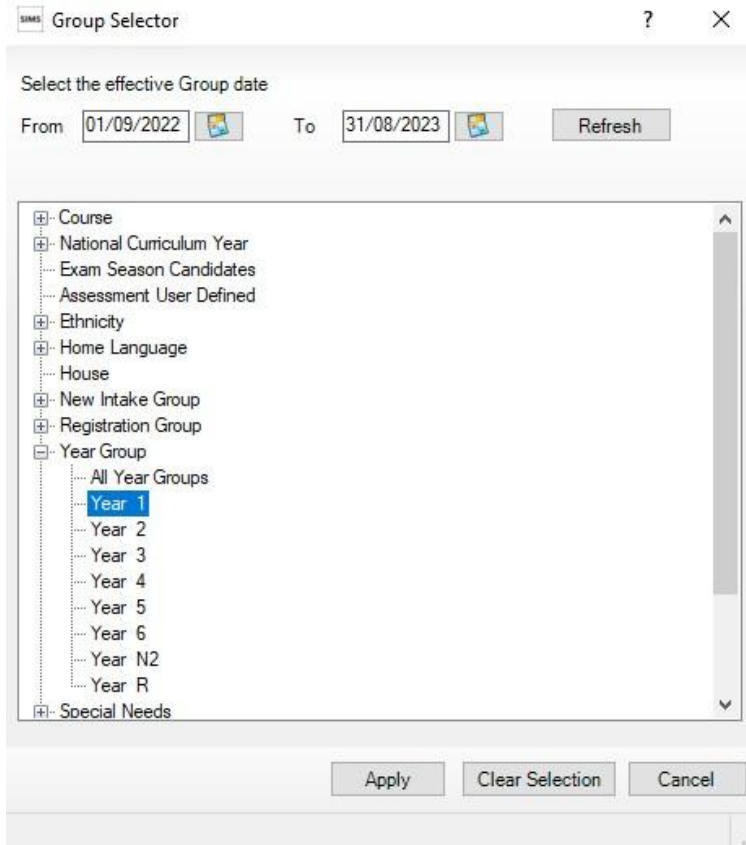 SIMS Group Selector ?
Select the effective Group date
From 01/09/2022 To 31/08/2023 Refresh
Course
National Curriculum Year
Exam Season Candidates
Assessment User Defined
Ethnicity
Home Language
House
New Intake Group
Registration Group
Year Group
All Year Groups
Year 1
Year 2
Year 3
Year 4
Year 5
Year 6
Year N2
Year R
Special Needs
Apply Clear Selection Cancel